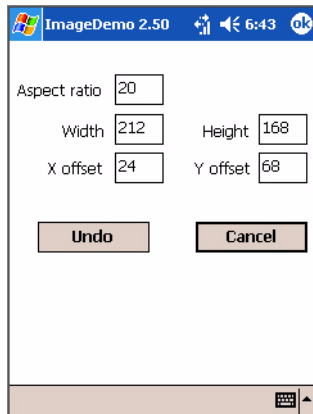 ImageDemo 2.50 6:43 ok
Aspect ratio 20
Width 212 Height 168
X offset 24 Y offset 68
Undo Cancel